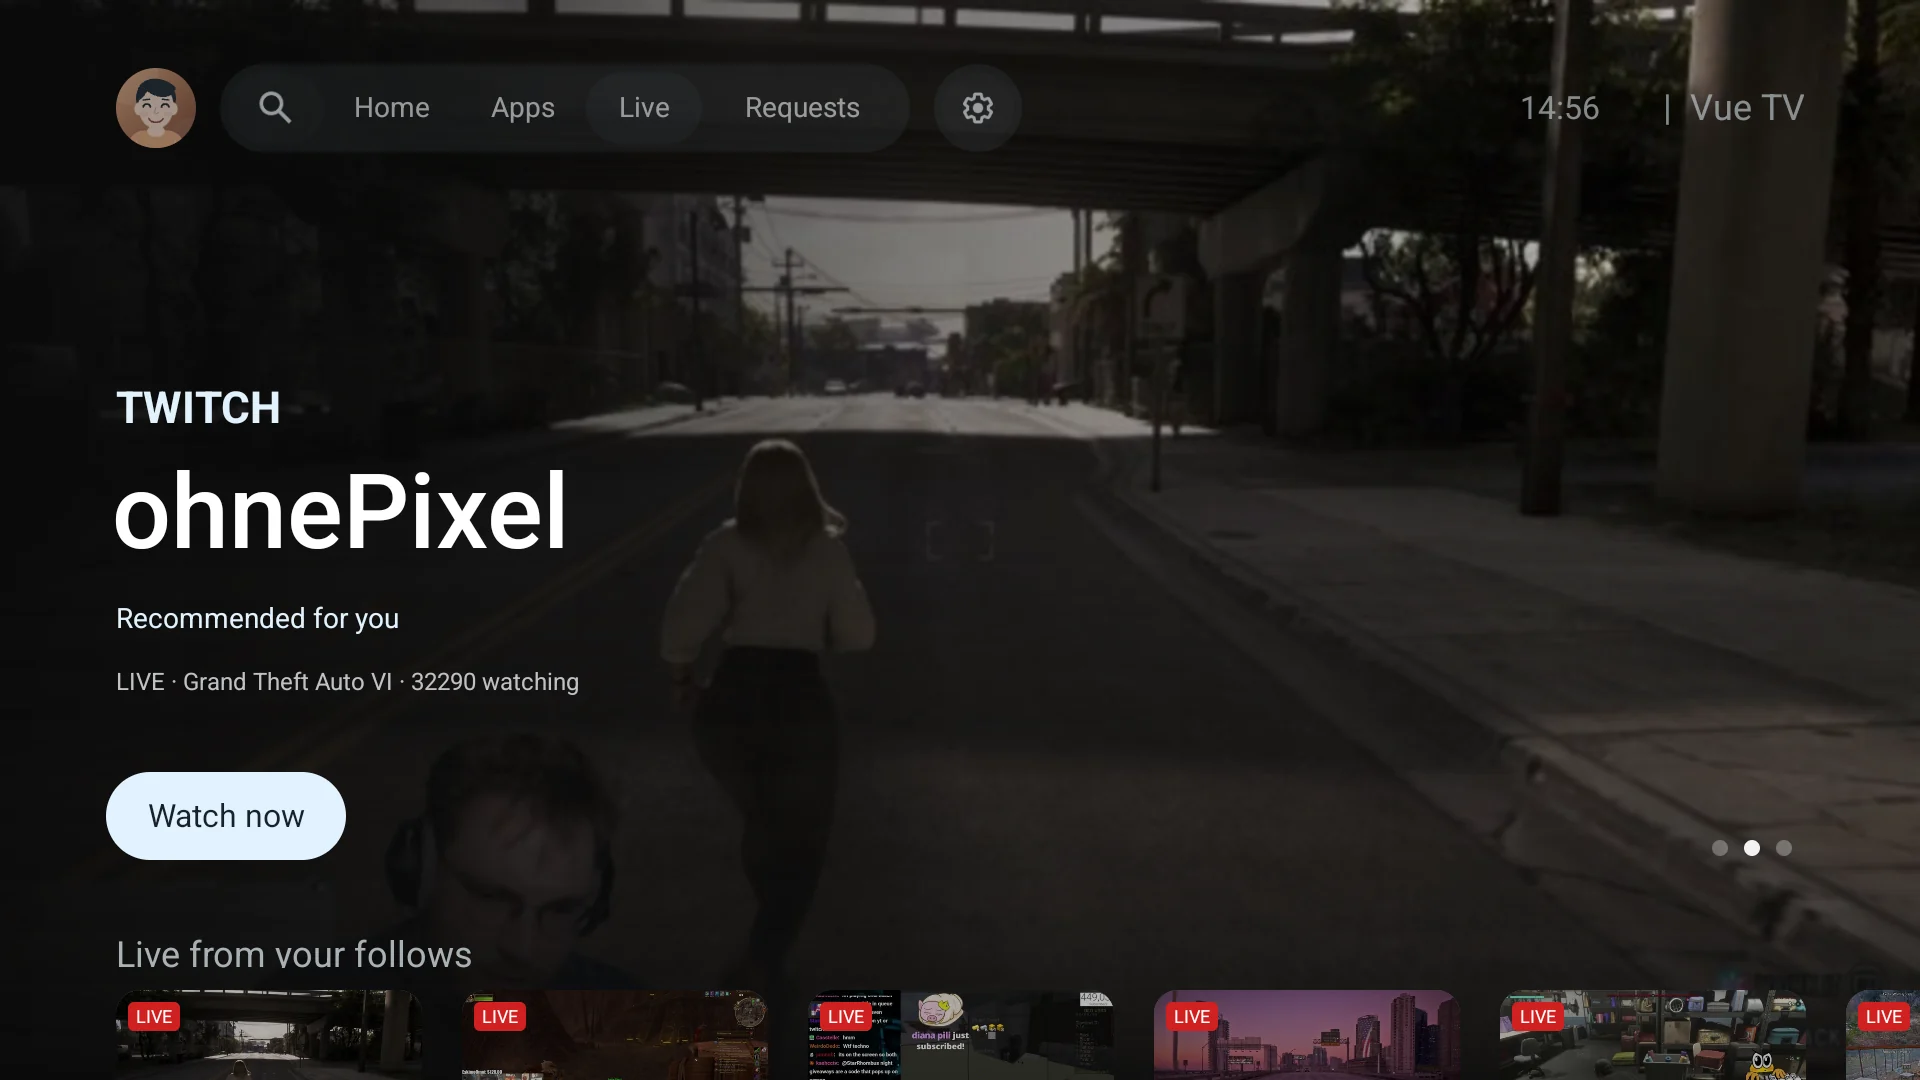 Home
Apps
Live
Requests
14:56
| Vue TV
TWITCH
ohnePixel
Recommended for you
LIVE · Grand Theft Auto VI · 32290 watching
Watch now
Live from your follows
LIVE
LIVE
LIVE
diana pili just
subscribed!
LIVE
LIVE
LIVE